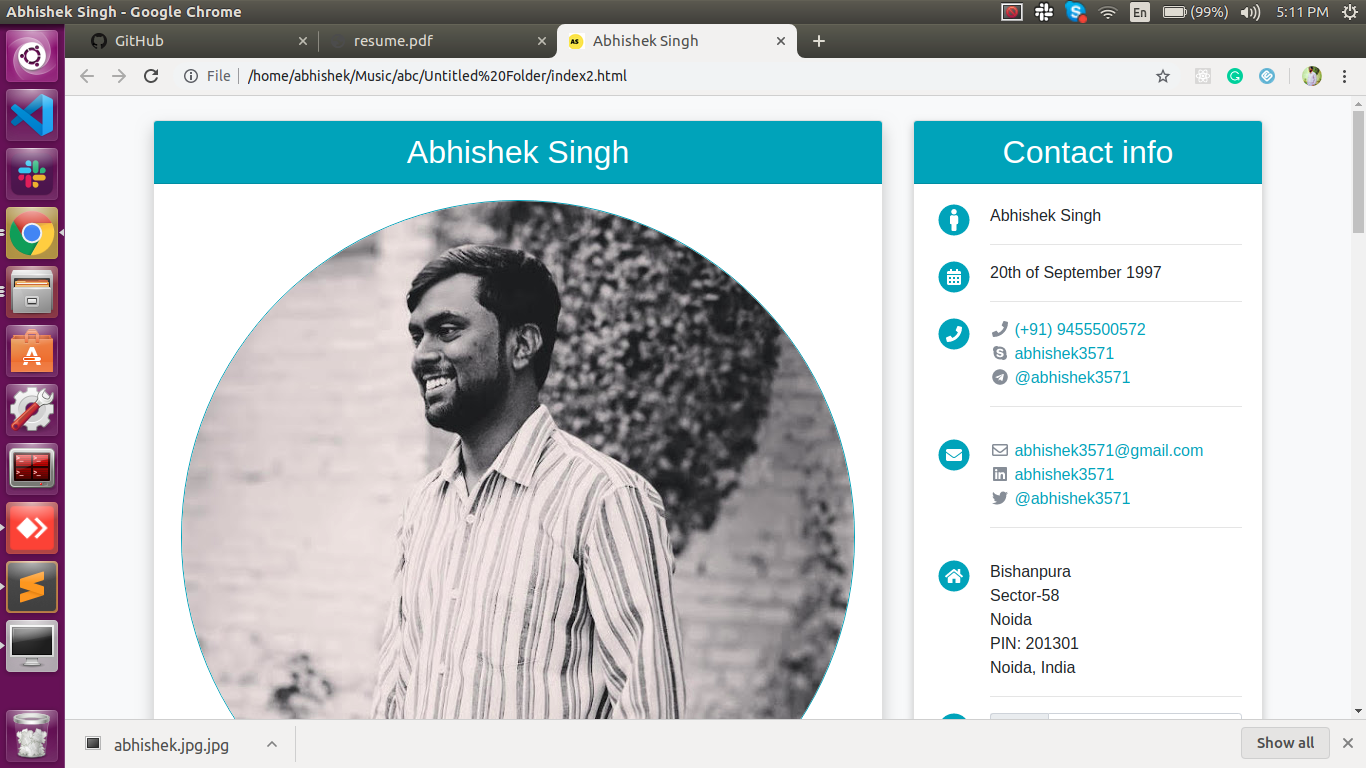 Abhishek Singh - Google Chrome
En
(99%)
5:11 PM
GitHub
resume.pdf
AS
Abhishek Singh
File
/home/abhishek/Music/abc/Untitled%20Folder/index2.html
Abhishek Singh
Contact info
Abhishek Singh
20th of September 1997
(+91) 9455500572
abhishek3571
@abhishek3571
abhishek3571@gmail.com
abhishek3571
@abhishek3571
Bishanpura
Sector-58
Noida
PIN: 201301
Noida, India
abhishek.jpg.jpg
Show all